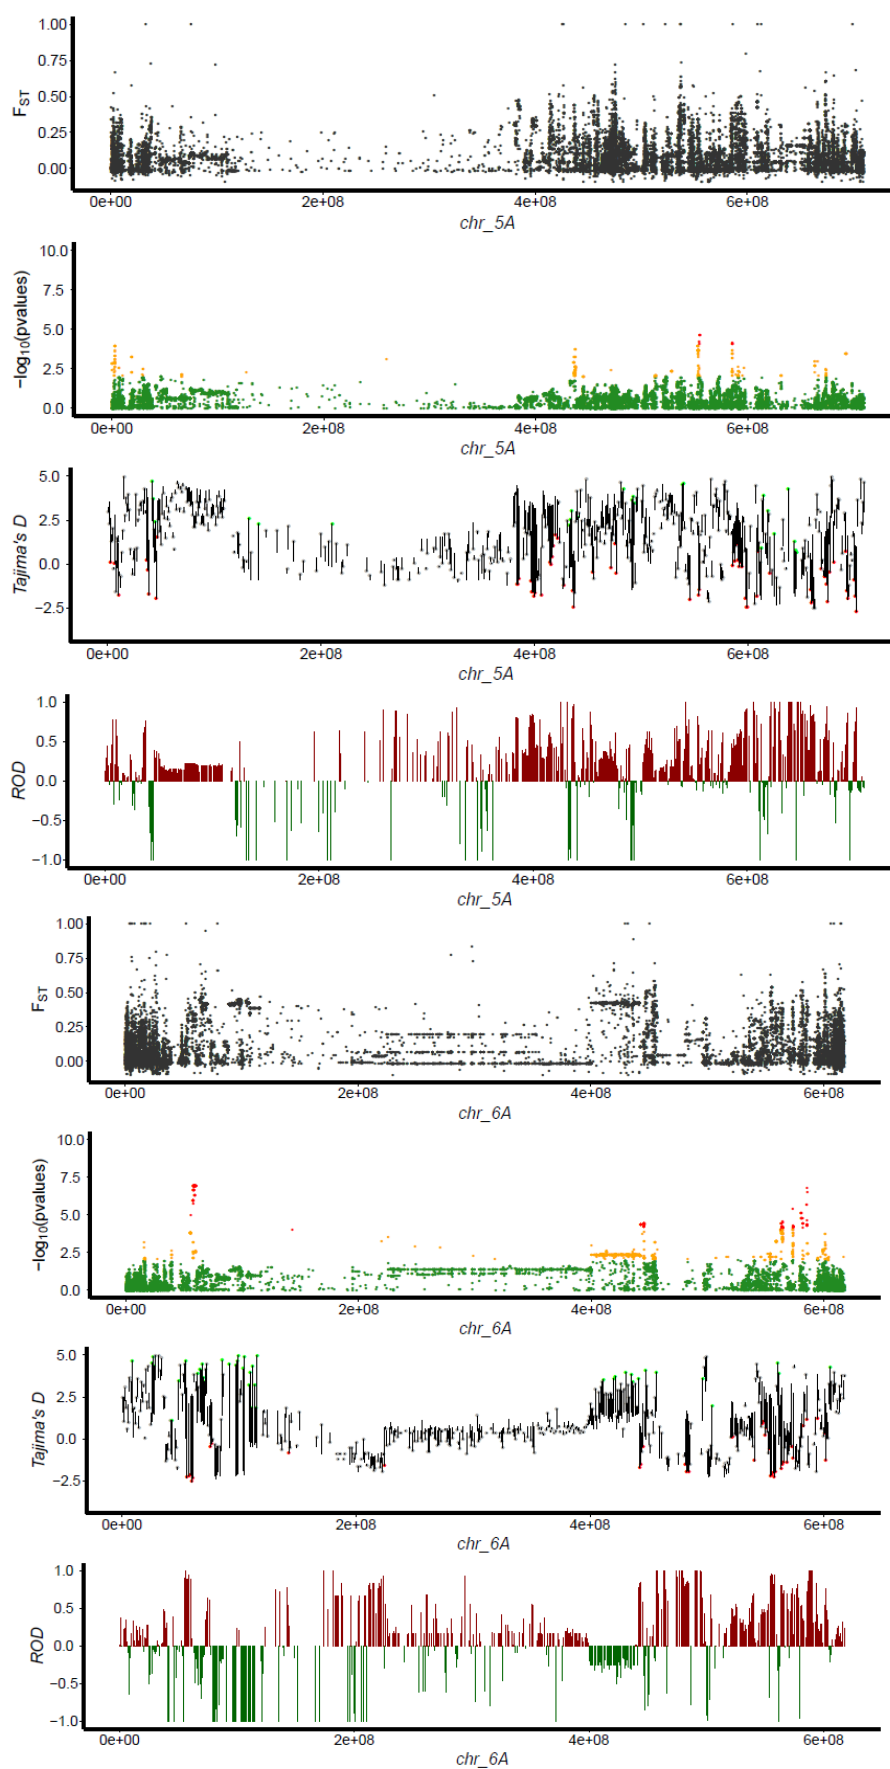 1.00
0.75
0.50
0.25
0.00
FST
0e+00 2e+08 4e+08 6e+08
chr_5A
10.0
7.5
5.0
2.5
0.0
−log10(pvalues)
0e+00 2e+08 4e+08 6e+08
chr_5A
5.0
2.5
0.0
−2.5
Tajima's D
0e+00 2e+08 4e+08 6e+08
chr_5A
1.0
0.5
0.0
−0.5
−1.0
ROD
0e+00 2e+08 4e+08 6e+08
chr_5A
1.00
0.75
0.50
0.25
0.00
FST
0e+00 2e+08 4e+08 6e+08
chr_6A
10.0
7.5
5.0
2.5
0.0
−log10(pvalues)
0e+00 2e+08 4e+08 6e+08
chr_6A
5.0
2.5
0.0
−2.5
Tajima's D
0e+00 2e+08 4e+08 6e+08
chr_6A
1.0
0.5
0.0
−0.5
−1.0
ROD
0e+00 2e+08 4e+08 6e+08
chr_6A